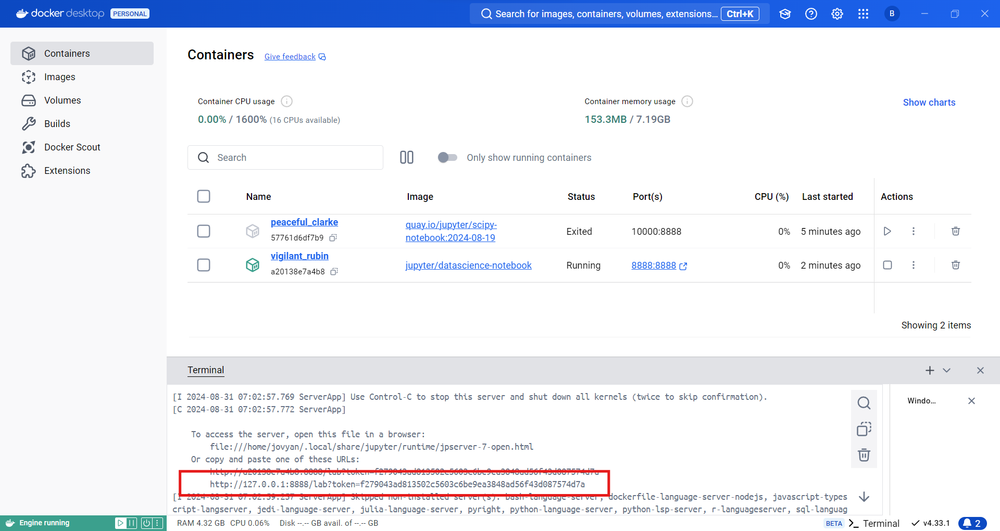 docker desktop PERSONAL
Search for images, containers, volumes, extensions... Ctrl+K
B
Containers
Images
Volumes
Builds
Docker Scout
Extensions
Containers Give feedback
Container CPU usage
0.00% / 1600% (16 CPUs available)
Container memory usage
153.3MB / 7.19GB
Show charts
Search
Only show running containers
Name Image Status Port(s) CPU (%) Last started Actions
peaceful_clarke
57761d6df7b9
quay.io/jupyter/scipy-
notebook:2024-08-19
Exited 10000:8888 0% 5 minutes ago
vigilant_rubin
a20138e7a4b8
jupyter/datascience-notebook Running 8888:8888 0% 2 minutes ago
Showing 2 items
Terminal
[I 2024-08-31 07:02:57.769 ServerApp] Use Control-C to stop this server and shut down all kernels (twice to skip confirmation).
[C 2024-08-31 07:02:57.772 ServerApp]
To access the server, open this file in a browser:
file:///home/jovyan/.local/share/jupyter/runtime/jpserver-7-open.html
Or copy and paste one of these URLs:
http://a20138e7a4b8:8888/lab?token=f279043ad813502c5603c6be9ea3848ad56f43d087574d7a
http://127.0.0.1:8888/lab?token=f279043ad813502c5603c6be9ea3848ad56f43d087574d7a
[I 2024-08-31 07:02:59.257 ServerApp] Skipped non-installed server(s): bash-language-server, dockerfile-language-server-nodejs, javascript-types
cript-langserver, jedi-language-server, julia-language-server, pyright, python-language-server, python-lsp-server, r-languageserver, sql-languag
Windo...
Engine running
RAM 4.32 GB CPU 0.06% Disk --.-- GB avail. of --.-- GB
BETA Terminal v4.33.1 2